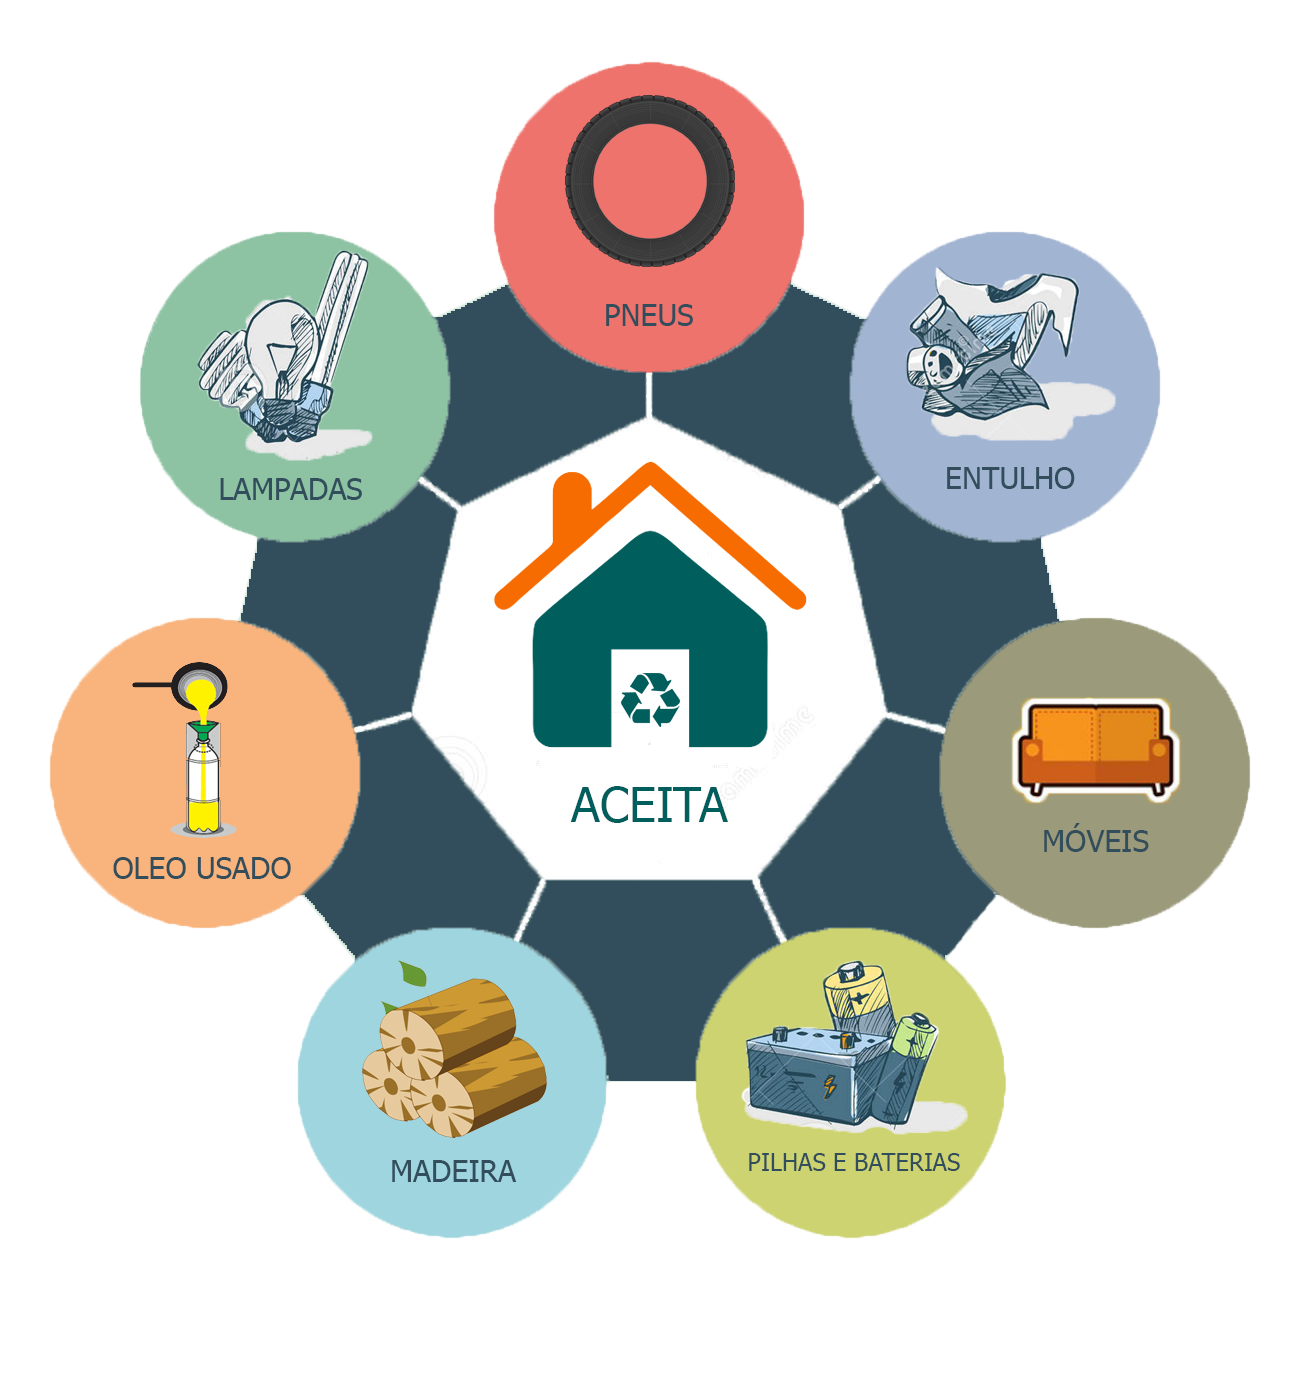 PNEUS
LAMPADAS
ENTULHO
ACEITA
MÓVEIS
OLEO USADO
PILHAS E BATERIAS
MADEIRA